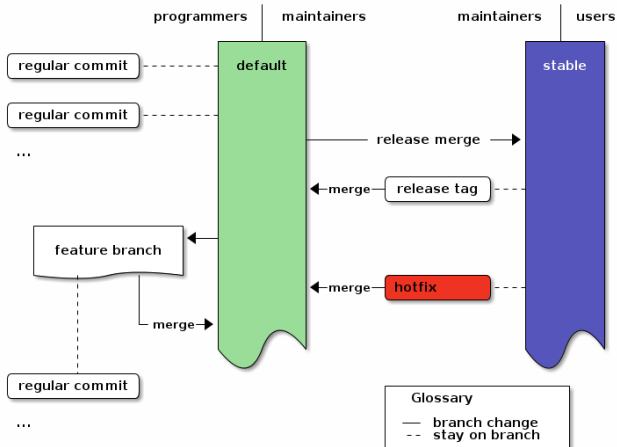 programmers
maintainers
maintainers
users
regular commit
default
stable
regular commit
release merge
...
merge
release tag
feature branch
merge
hotfix
merge
regular commit
Glossary
branch change
stay on branch
...